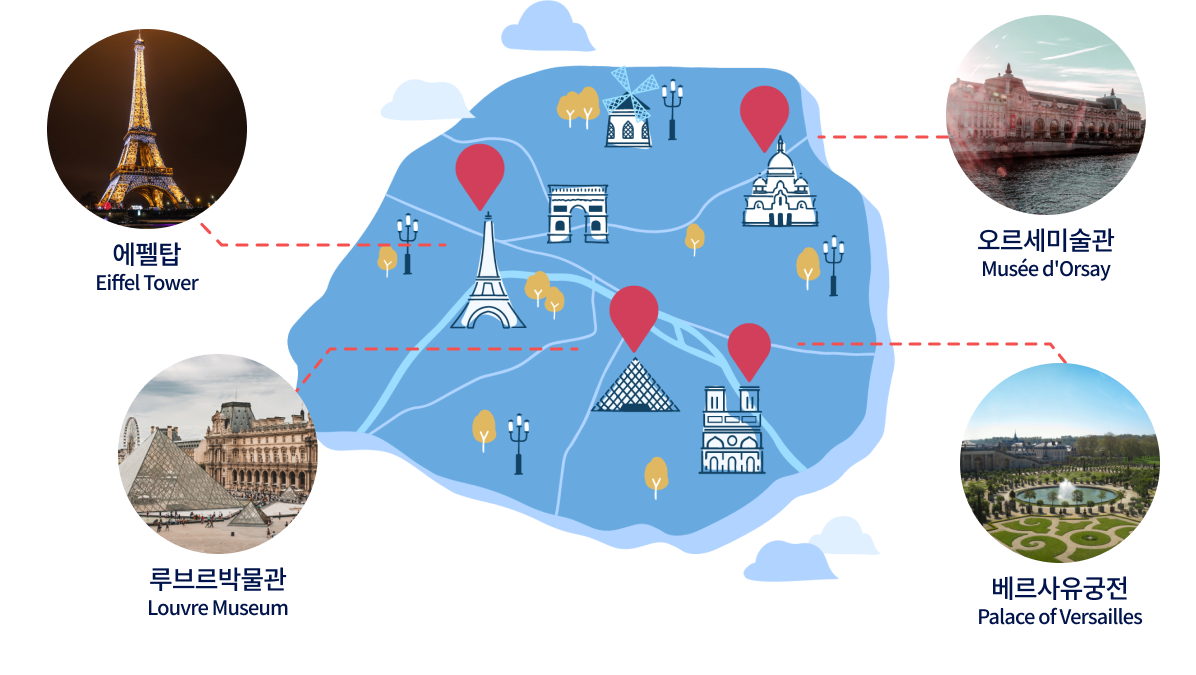 에펠탑
Eiffel Tower
오르세미술관
Musée d'Orsay
루브르박물관
Louvre Museum
베르사유궁전
Palace of Versailles